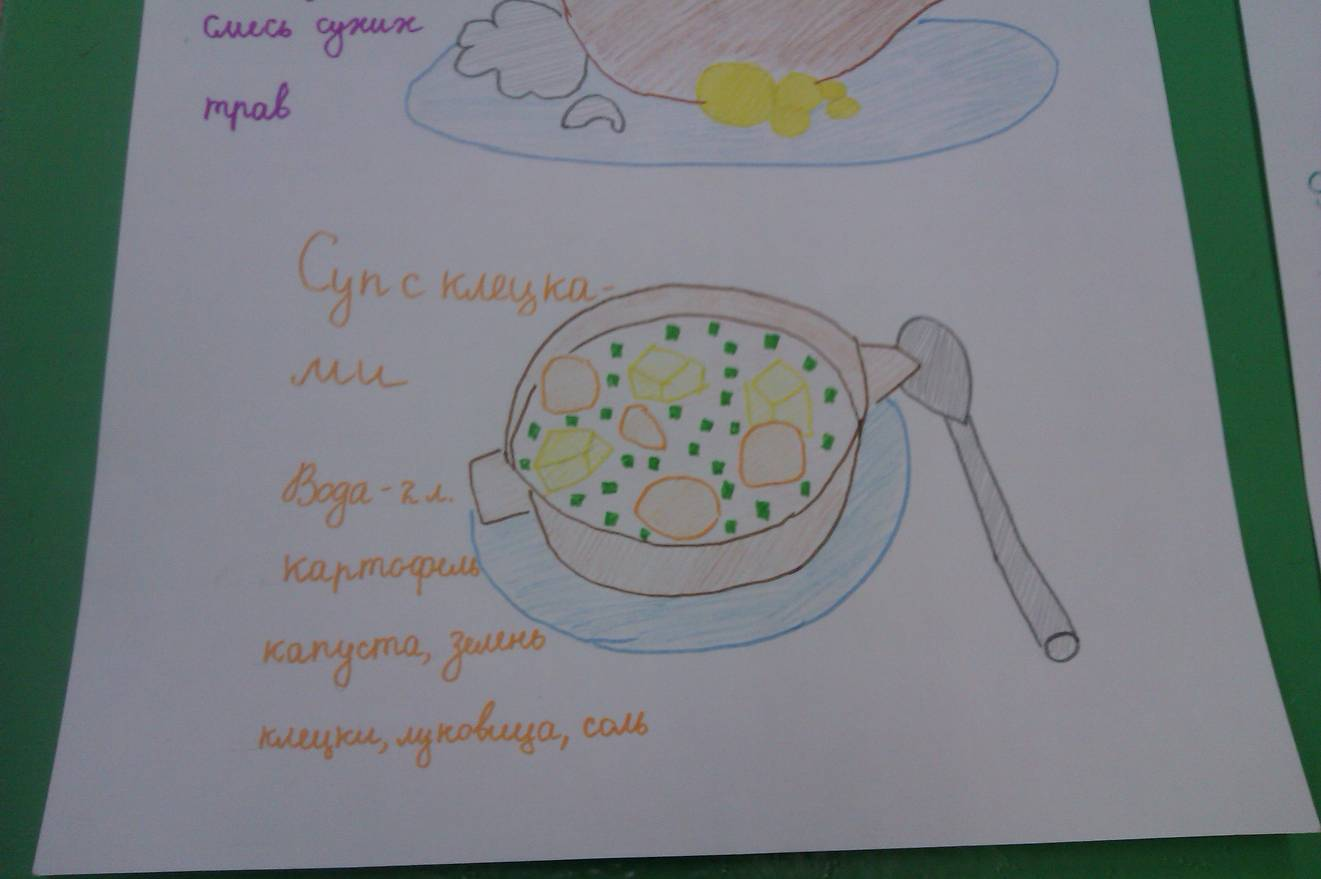 смесь сухих
трав
Суп с клецка-
ми
Вода - 2 л.
картофель
капуста, зелень
клецки, луковица, соль